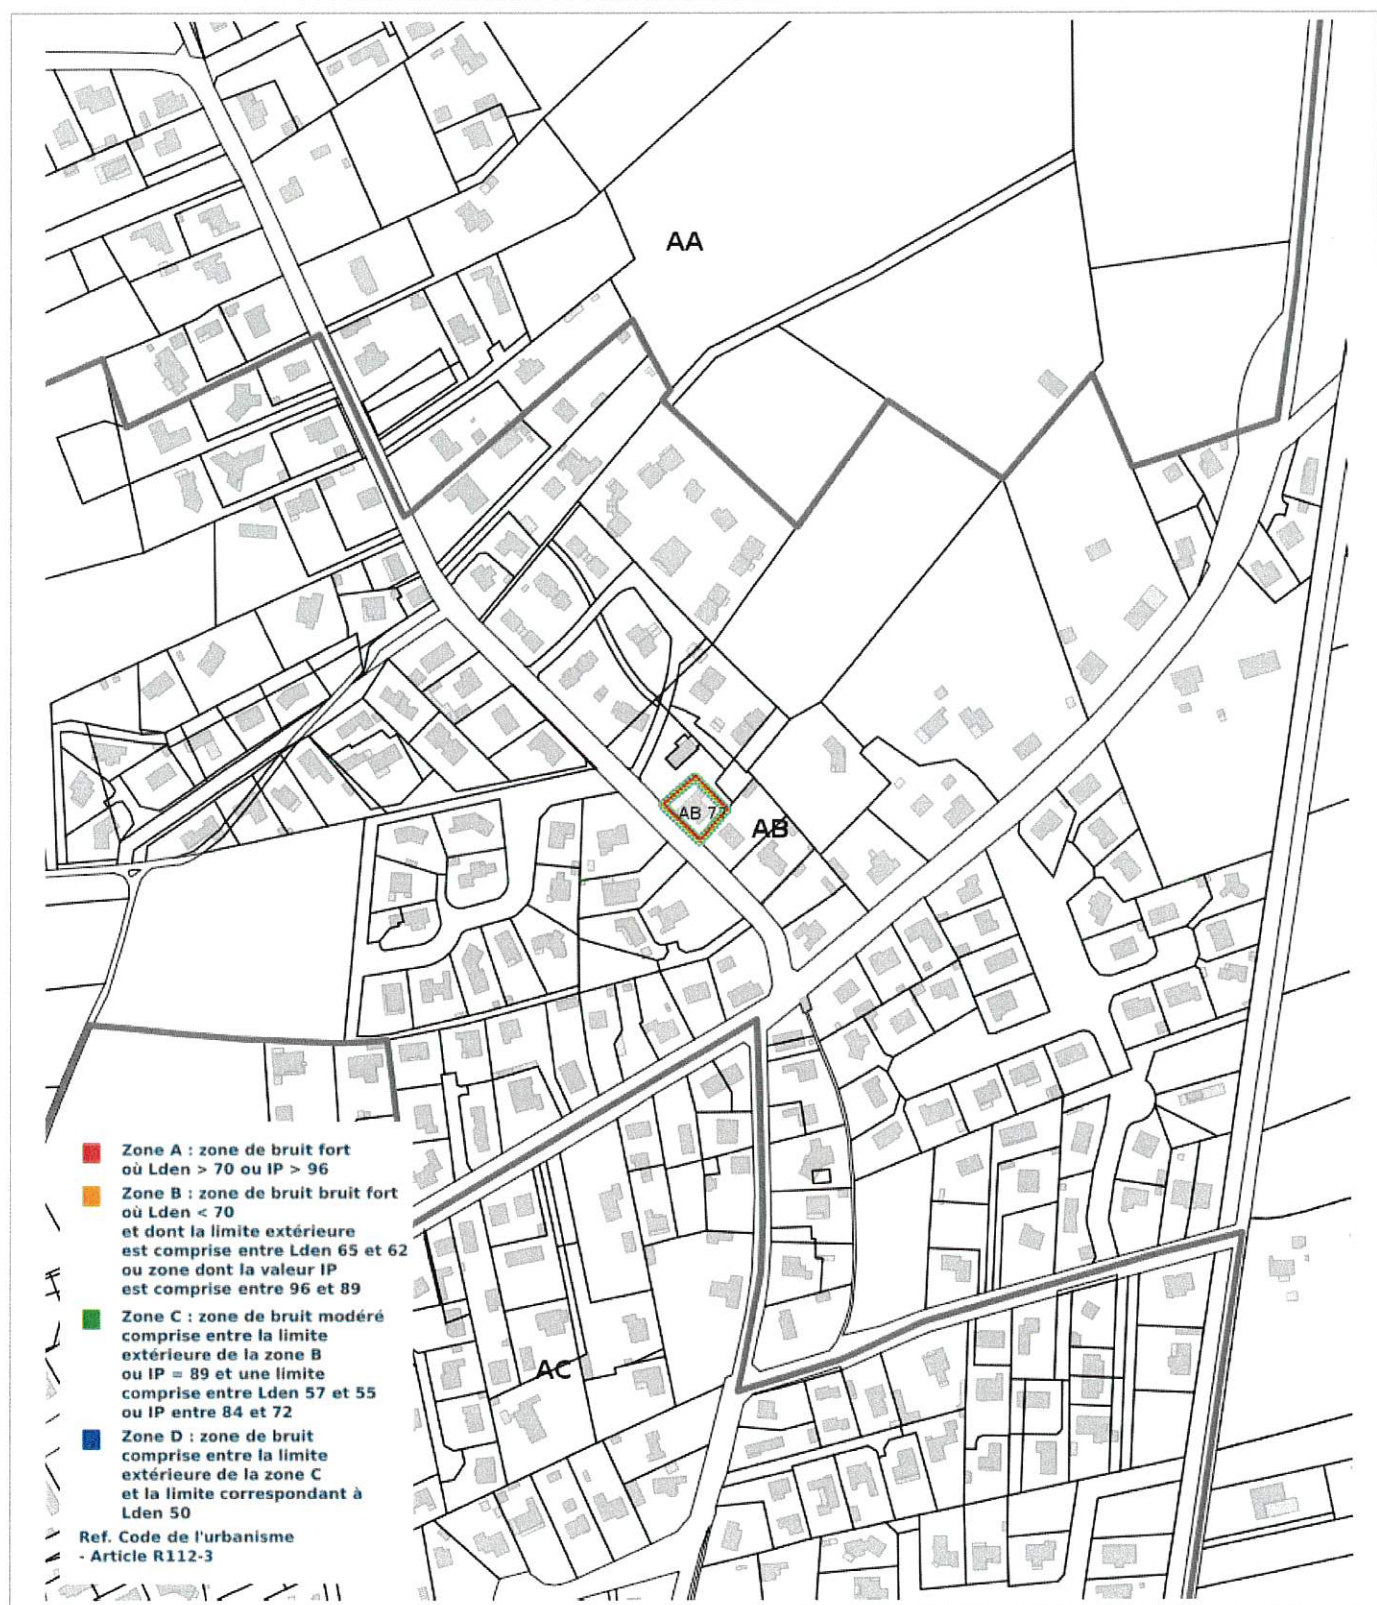 AA
AB 77
AB
AC
Zone A : zone de bruit fort
où Lden > 70 ou IP > 96
Zone B : zone de bruit bruit fort
où Lden < 70
et dont la limite extérieure
est comprise entre Lden 65 et 62
ou zone dont la valeur IP
est comprise entre 96 et 89
Zone C : zone de bruit modéré
comprise entre la limite
extérieure de la zone B
ou IP = 89 et une limite
comprise entre Lden 57 et 55
ou IP entre 84 et 72
Zone D : zone de bruit
comprise entre la limite
extérieure de la zone C
et la limite correspondant à
Lden 50
Ref. Code de l'urbanisme
- Article R112-3